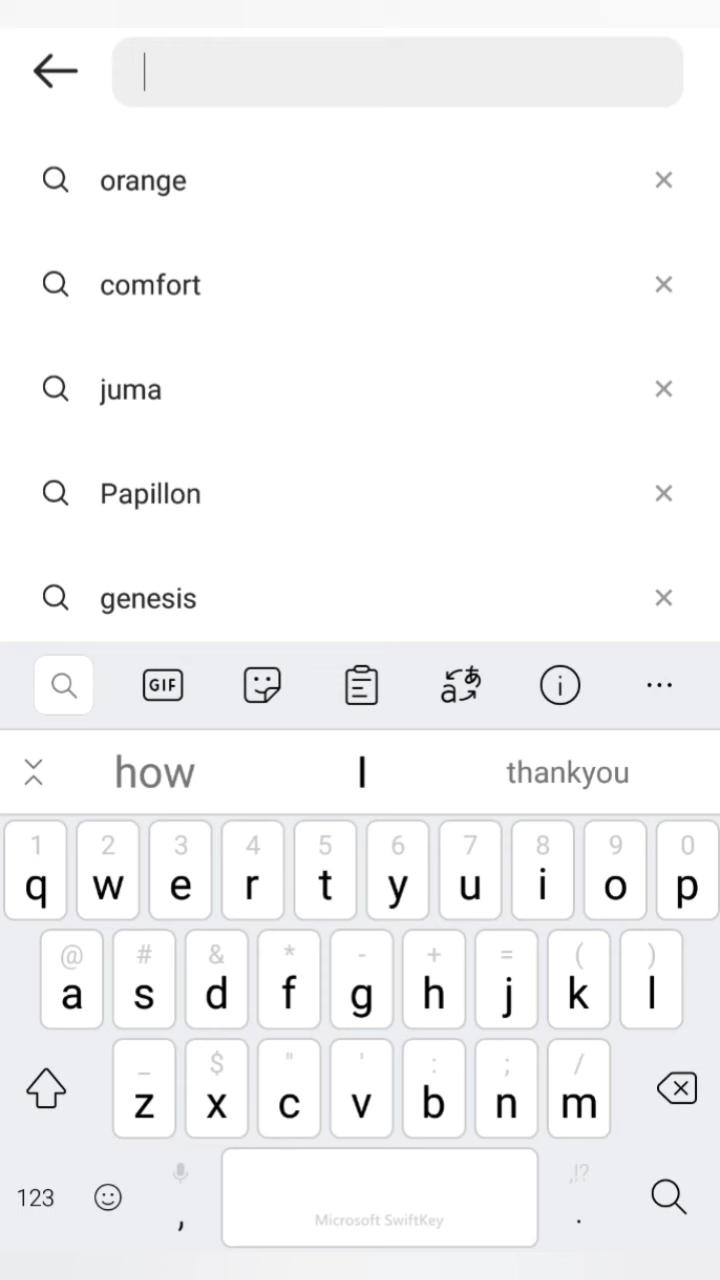 orange
comfort
juma
Papillon
genesis
GIF
how I thankyou
1 2 3 4 5 6 7 8 9 0
q w e r t y u i o p
@ # & * - + = ( )
a s d f g h j k l
_ $ " ' : ; /
z x c v b n m
,!?
123 , .
Microsoft SwiftKey